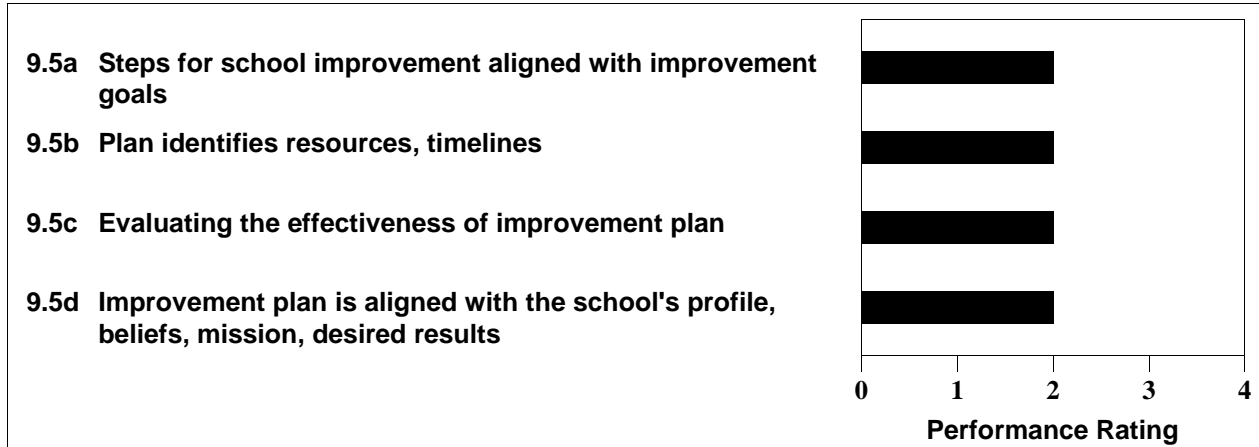 9.5a Steps for school improvement aligned with improvement
goals
9.5b Plan identifies resources, timelines
9.5c Evaluating the effectiveness of improvement plan
9.5d Improvement plan is aligned with the school's profile,
beliefs, mission, desired results
0 1 2 3 4
Performance Rating